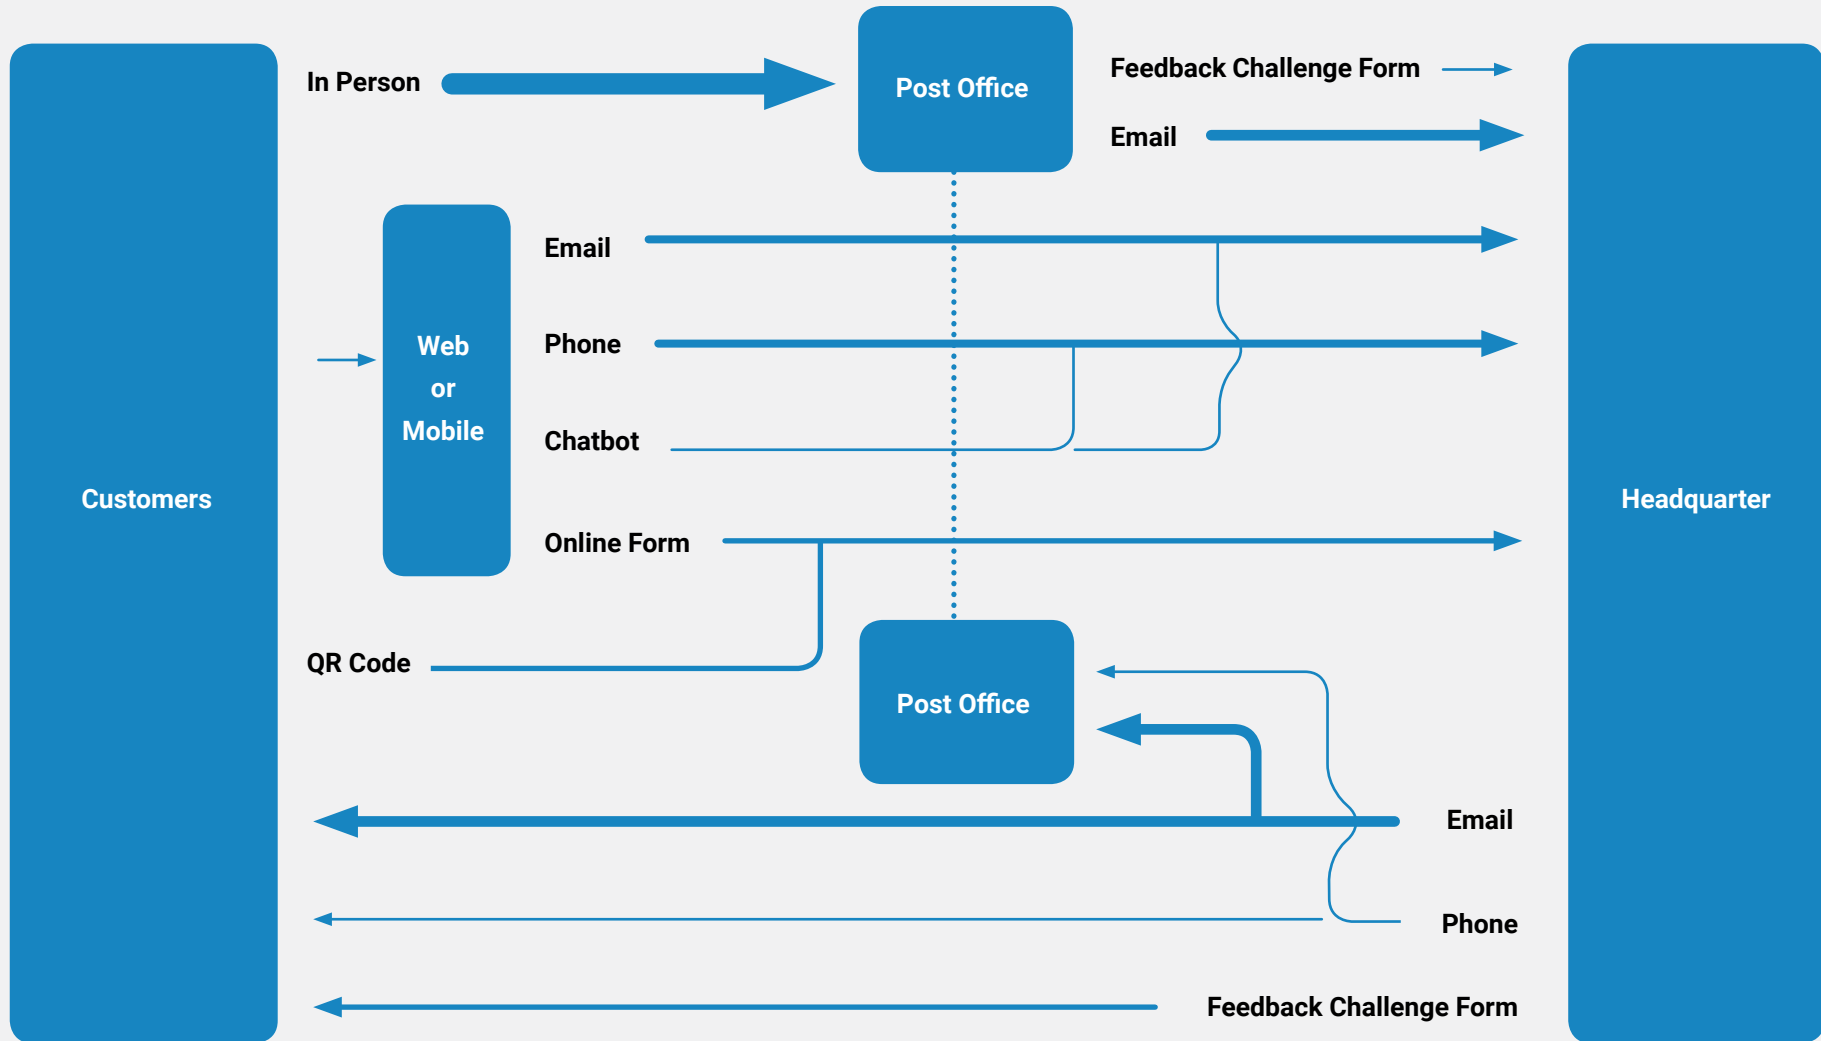 In Person
Post Office
Feedback Challenge Form
Email
Email
Phone
Web
or
Mobile
Chatbot
Customers
Headquarter
Online Form
QR Code
Post Office
Email
Phone
Feedback Challenge Form